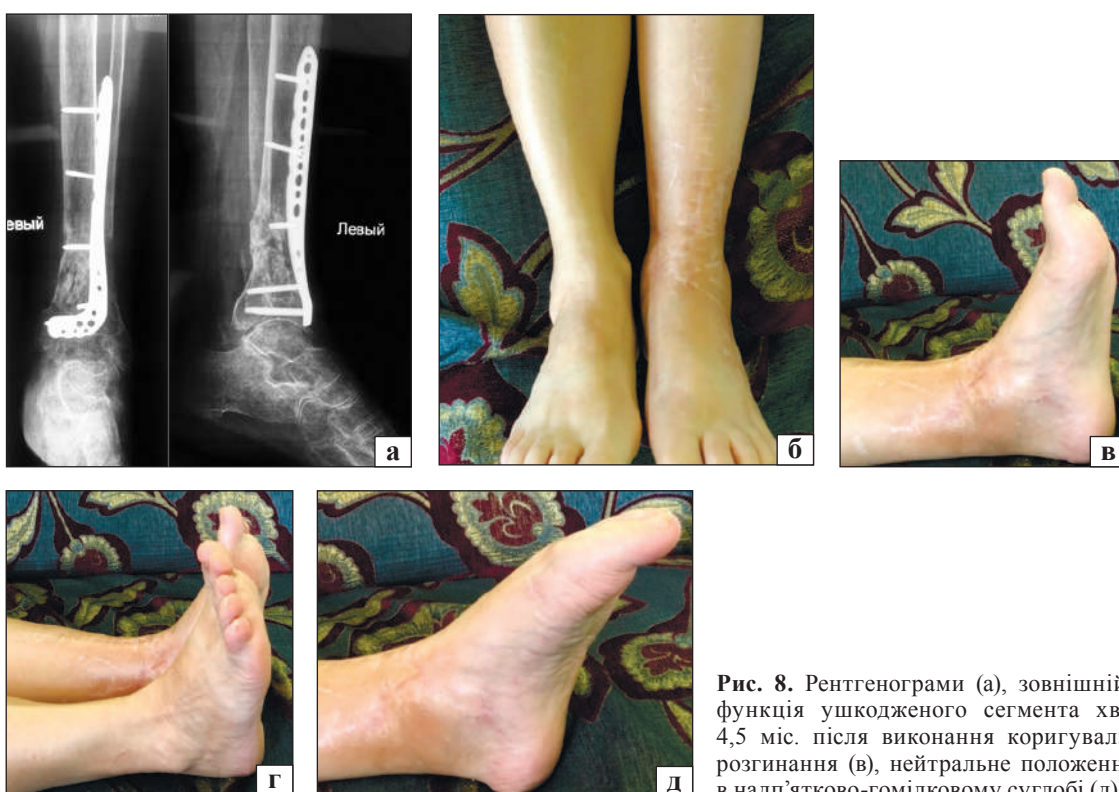 евый
Левый
а
б
в
г
д
Рис. 8. Рентгенограми (а), зовнішній
функція ушкодженого сегмента хв
4,5 міс. після виконання коригувал
розгинання (в), нейтральне положенн
в надп’ятково-гомілковому суглобі (д)